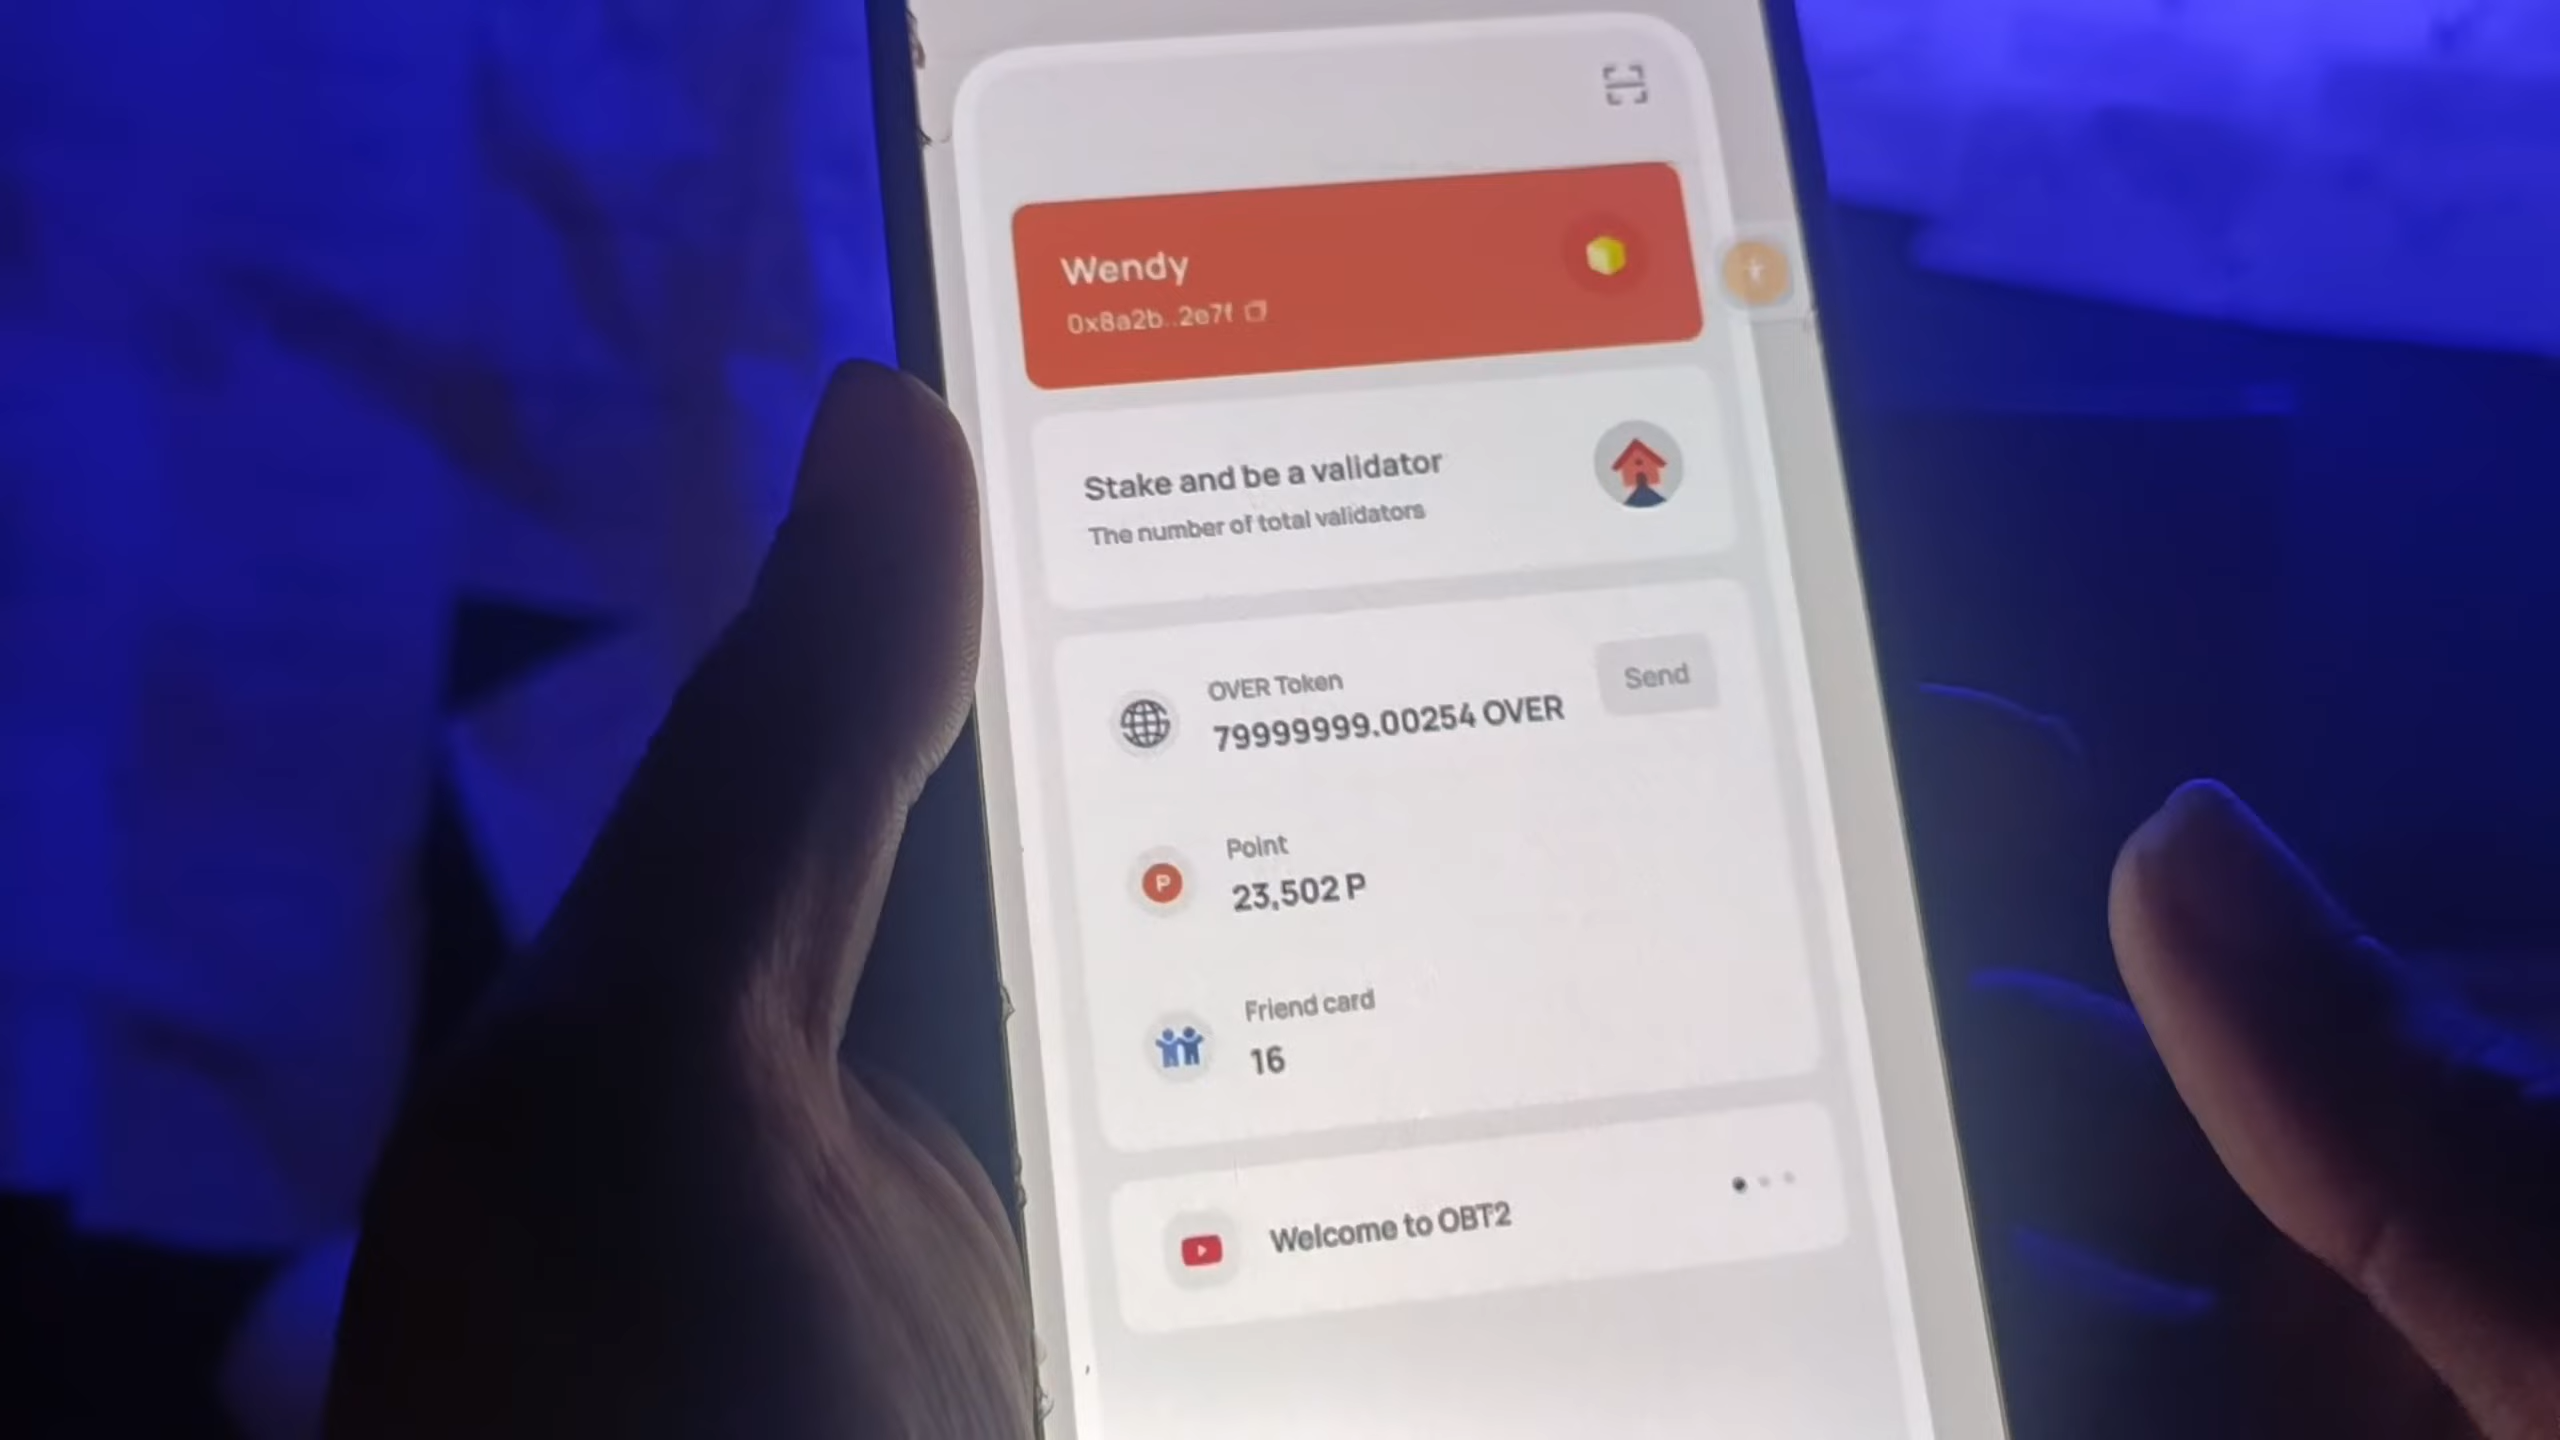 Wendy
0x8a2b..2e7f
Stake and be a validator
The number of total validators
OVER Token
79999999.00254 OVER
Send
Point
P
23,502 P
Friend card
16
Welcome to OBT2